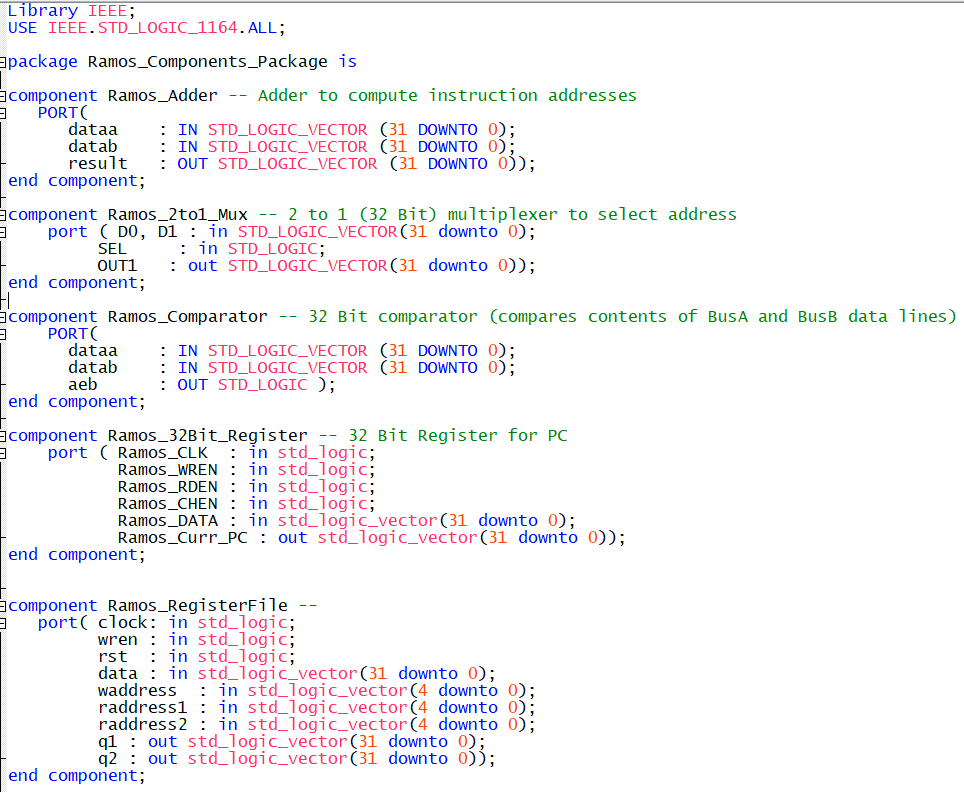 Library IEEE;
USE IEEE.STD_LOGIC_1164.ALL;
package Ramos_Components_Package is
component Ramos_Adder -- Adder to compute instruction addresses
PORT(
dataa : IN STD_LOGIC_VECTOR (31 DOWNTO 0);
datab : IN STD_LOGIC_VECTOR (31 DOWNTO 0);
result : OUT STD_LOGIC_VECTOR (31 DOWNTO 0));
end component;
component Ramos_2to1_Mux -- 2 to 1 (32 Bit) multiplexer to select address
port ( D0, D1 : in STD_LOGIC_VECTOR(31 downto 0);
SEL : in STD_LOGIC;
OUT1 : out STD_LOGIC_VECTOR(31 downto 0));
end component;
component Ramos_Comparator -- 32 Bit comparator (compares contents of BusA and BusB data lines)
PORT(
dataa : IN STD_LOGIC_VECTOR (31 DOWNTO 0);
datab : IN STD_LOGIC_VECTOR (31 DOWNTO 0);
aeb : OUT STD_LOGIC );
end component;
component Ramos_32Bit_Register -- 32 Bit Register for PC
port ( Ramos_CLK : in std_logic;
Ramos_WREN : in std_logic;
Ramos_RDEN : in std_logic;
Ramos_CHEN : in std_logic;
Ramos_DATA : in std_logic_vector(31 downto 0);
Ramos_Curr_PC : out std_logic_vector(31 downto 0));
end component;
component Ramos_RegisterFile --
port( clock: in std_logic;
wren : in std_logic;
rst : in std_logic;
data : in std_logic_vector(31 downto 0);
waddress : in std_logic_vector(4 downto 0);
raddress1 : in std_logic_vector(4 downto 0);
raddress2 : in std_logic_vector(4 downto 0);
q1 : out std_logic_vector(31 downto 0);
q2 : out std_logic_vector(31 downto 0));
end component;